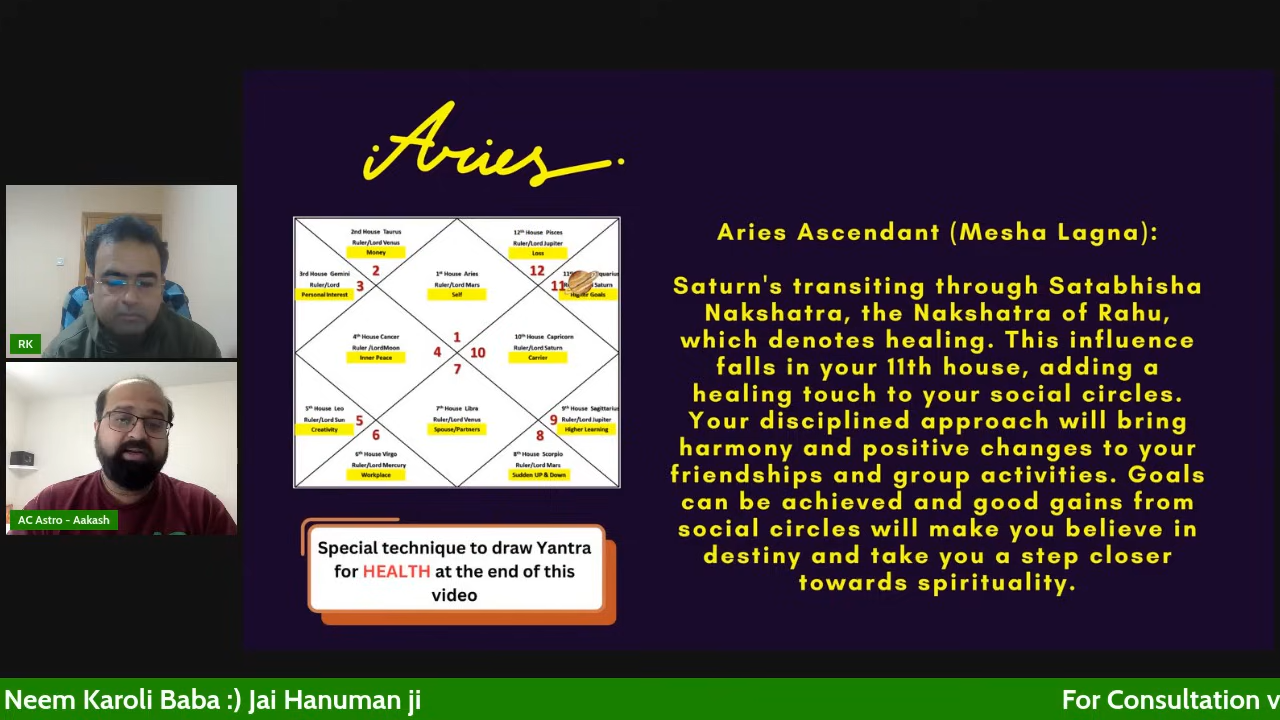 Aries
2nd House Taurus
Ruler/Lord Venus
Money
12th House Pisces
Ruler/Lord Jupiter
Loss
3rd House Gemini
Ruler/Lord
Personal Interest
2
3
1st House Aries
Ruler/Lord Mars
Self
12
11
Saturn
Goals
4th House Cancer
Ruler /LordMoon
Inner Peace
1
4
10
7
10th House Capricorn
Ruler/Lord Saturn
Carrier
5th House Leo
Ruler/Lord Sun
Creativity
5
6
7th House Libra
Ruler/Lord Venus
Spouse/Partners
9
8
9th House Sagittarius
Ruler/Lord Jupiter
Higher Learning
6th House Virgo
Ruler/Lord Mercury
Workplace
8th House Scorpio
Ruler/Lord Mars
Sudden UP & Down
Special technique to draw Yantra
for HEALTH at the end of this
video
Aries Ascendant (Mesha Lagna):
Saturn's transiting through Satabhisha
Nakshatra, the Nakshatra of Rahu,
which denotes healing. This influence
falls in your 11th house, adding a
healing touch to your social circles.
Your disciplined approach will bring
harmony and positive changes to your
friendships and group activities. Goals
can be achieved and good gains from
social circles will make you believe in
destiny and take you a step closer
towards spirituality.
RK
AC Astro - Aakash
Neem Karoli Baba :) Jai Hanuman ji
For Consultation